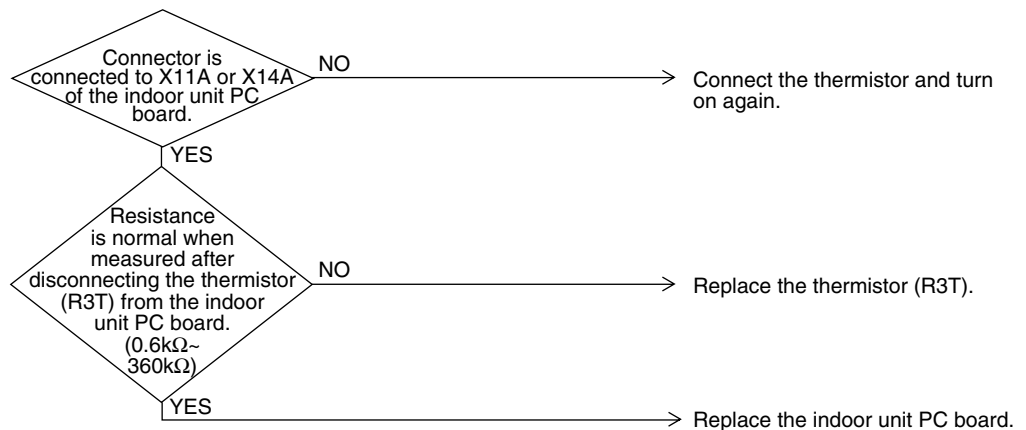 Connector is
connected to X11A or X14A
of the indoor unit PC
board.
NO
Connect the thermistor and turn
on again.
YES
Resistance
is normal when
measured after
disconnecting the thermistor
(R3T) from the indoor
unit PC board.
(0.6kΩ~
360kΩ)
NO
Replace the thermistor (R3T).
YES
Replace the indoor unit PC board.